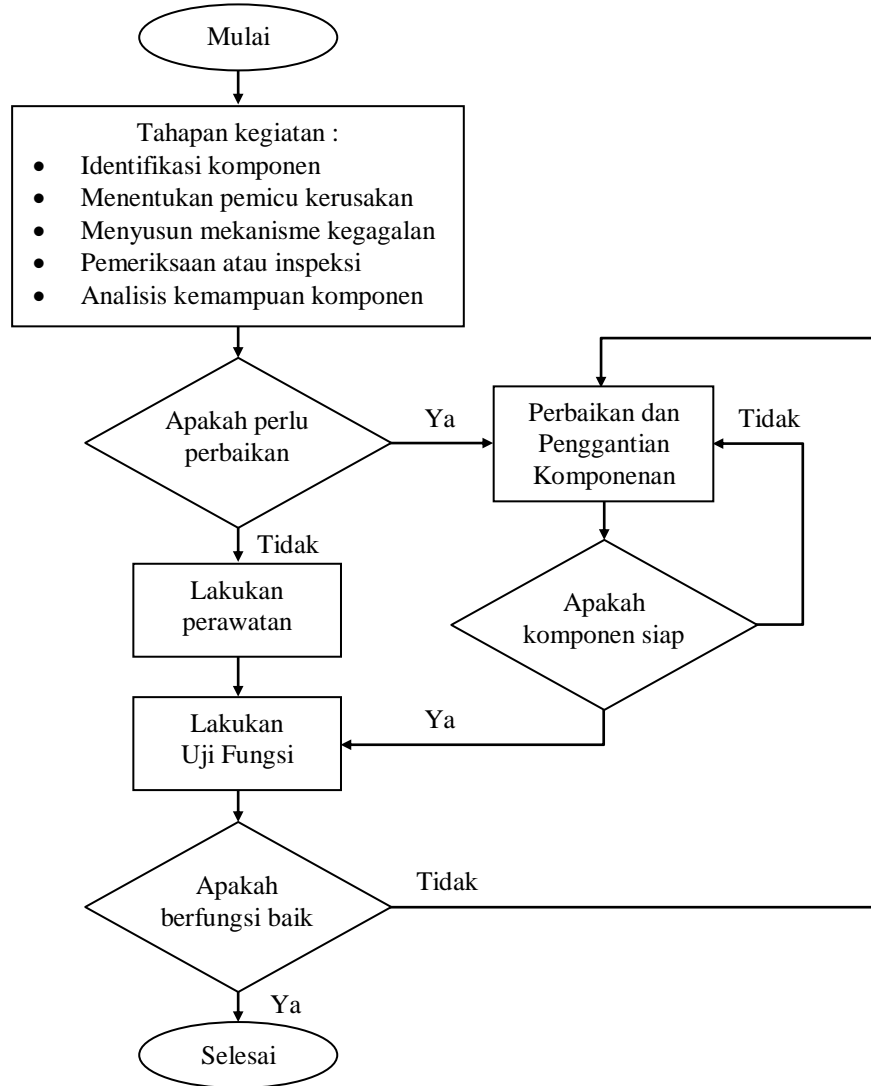 Mulai
Tahapan kegiatan :
• Identifikasi komponen
• Menentukan pemicu kerusakan
• Menyusun mekanisme kegagalan
• Pemeriksaan atau inspeksi
• Analisis kemampuan komponen
Apakah perlu
perbaikan
Ya
Perbaikan dan
Penggantian
Komponenan
Tidak
Tidak
Lakukan
perawatan
Apakah
komponen siap
Ya
Lakukan
Uji Fungsi
Apakah
berfungsi baik
Tidak
Ya
Selesai